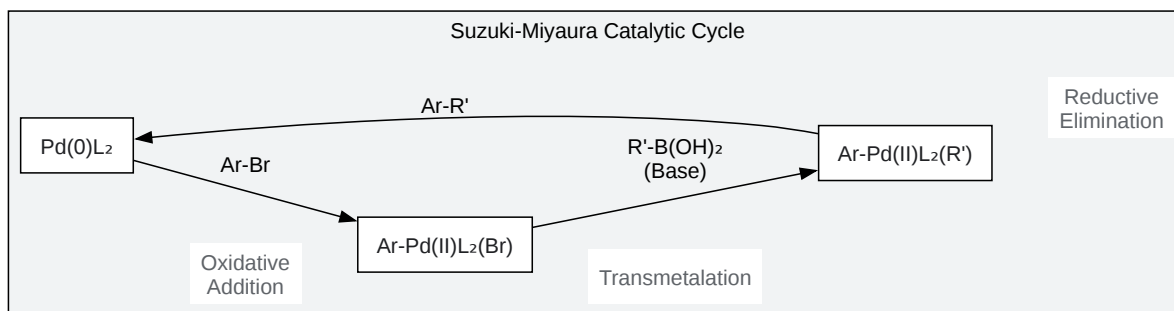 Suzuki-Miyaura Catalytic Cycle
Ar-R'
Reductive
Elimination
Pd(0)L₂
Ar-Br
R'-B(OH)₂
(Base)
Ar-Pd(II)L₂(R')
Ar-Pd(II)L₂(Br)
Oxidative
Addition
Transmetalation